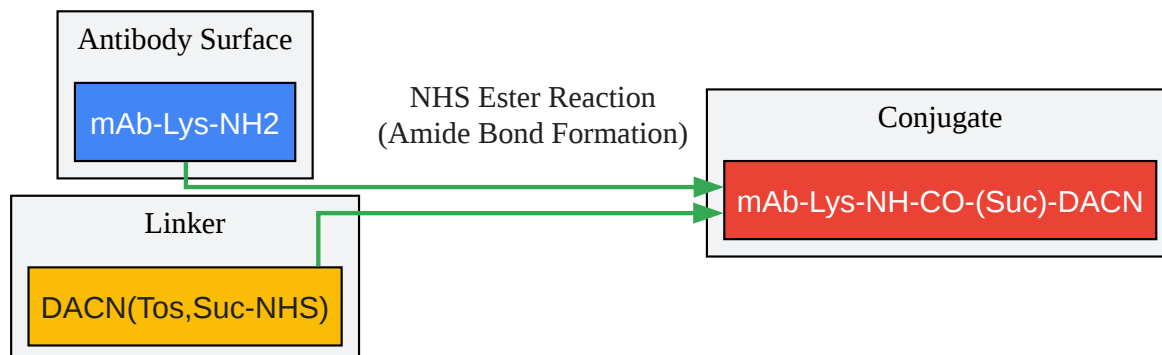 Antibody Surface
mAb-Lys-NH2
Linker
DACN(Tos,Suc-NHS)
NHS Ester Reaction
(Amide Bond Formation)
Conjugate
mAb-Lys-NH-CO-(Suc)-DACN